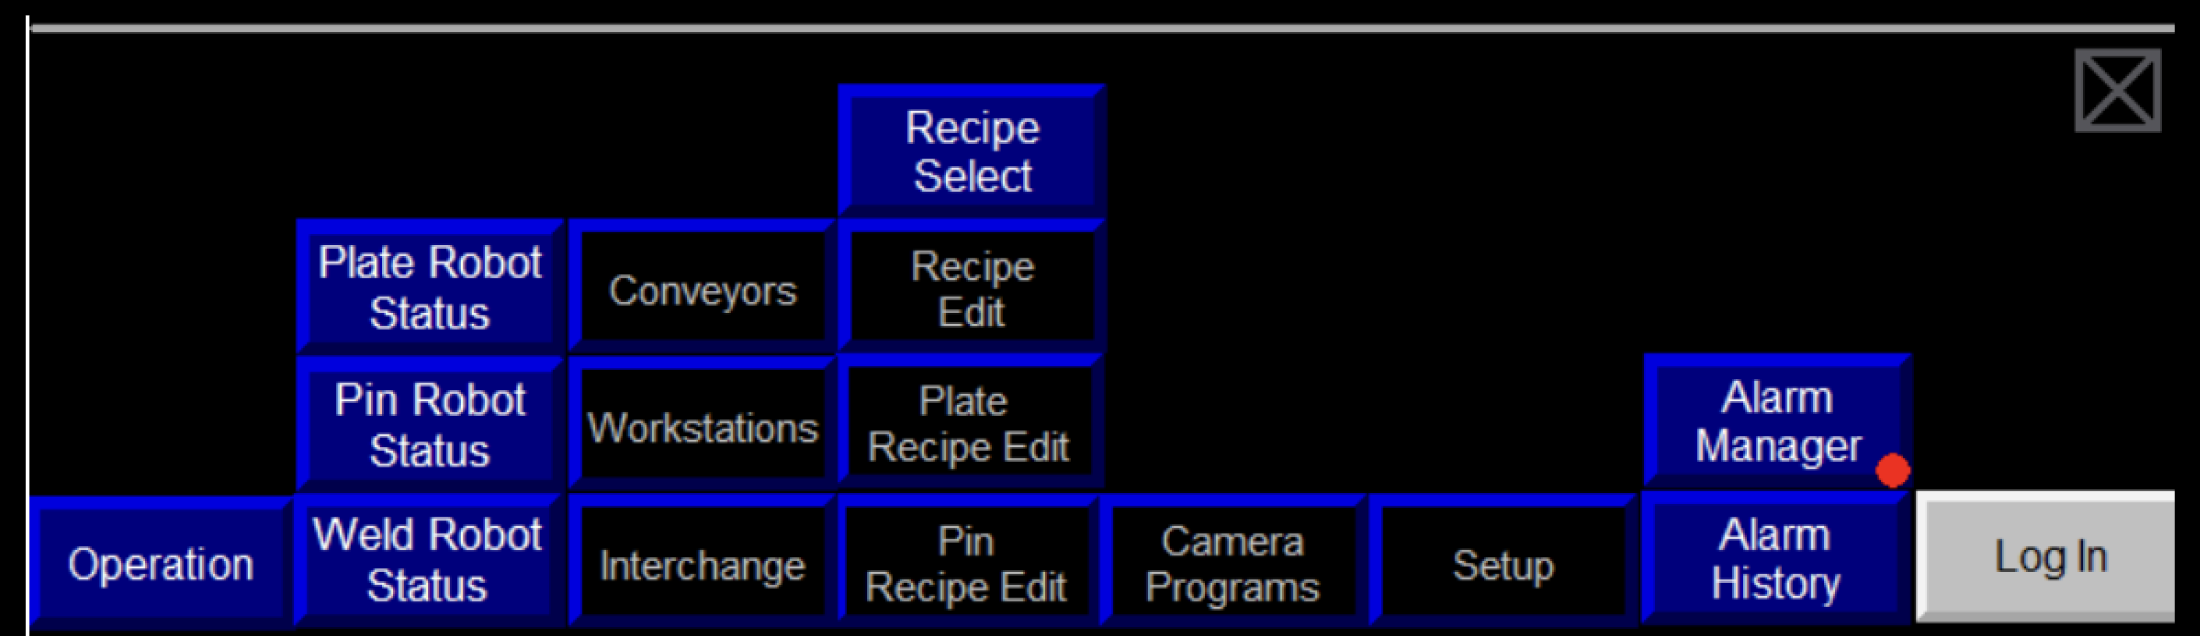 Recipe
Select
Plate Robot
Status
Conveyors
Recipe
Edit
Pin Robot
Status
Workstations
Plate
Recipe Edit
Alarm
Manager
Operation
Weld Robot
Status
Interchange
Pin
Recipe Edit
Camera
Programs
Setup
Alarm
History
Log In